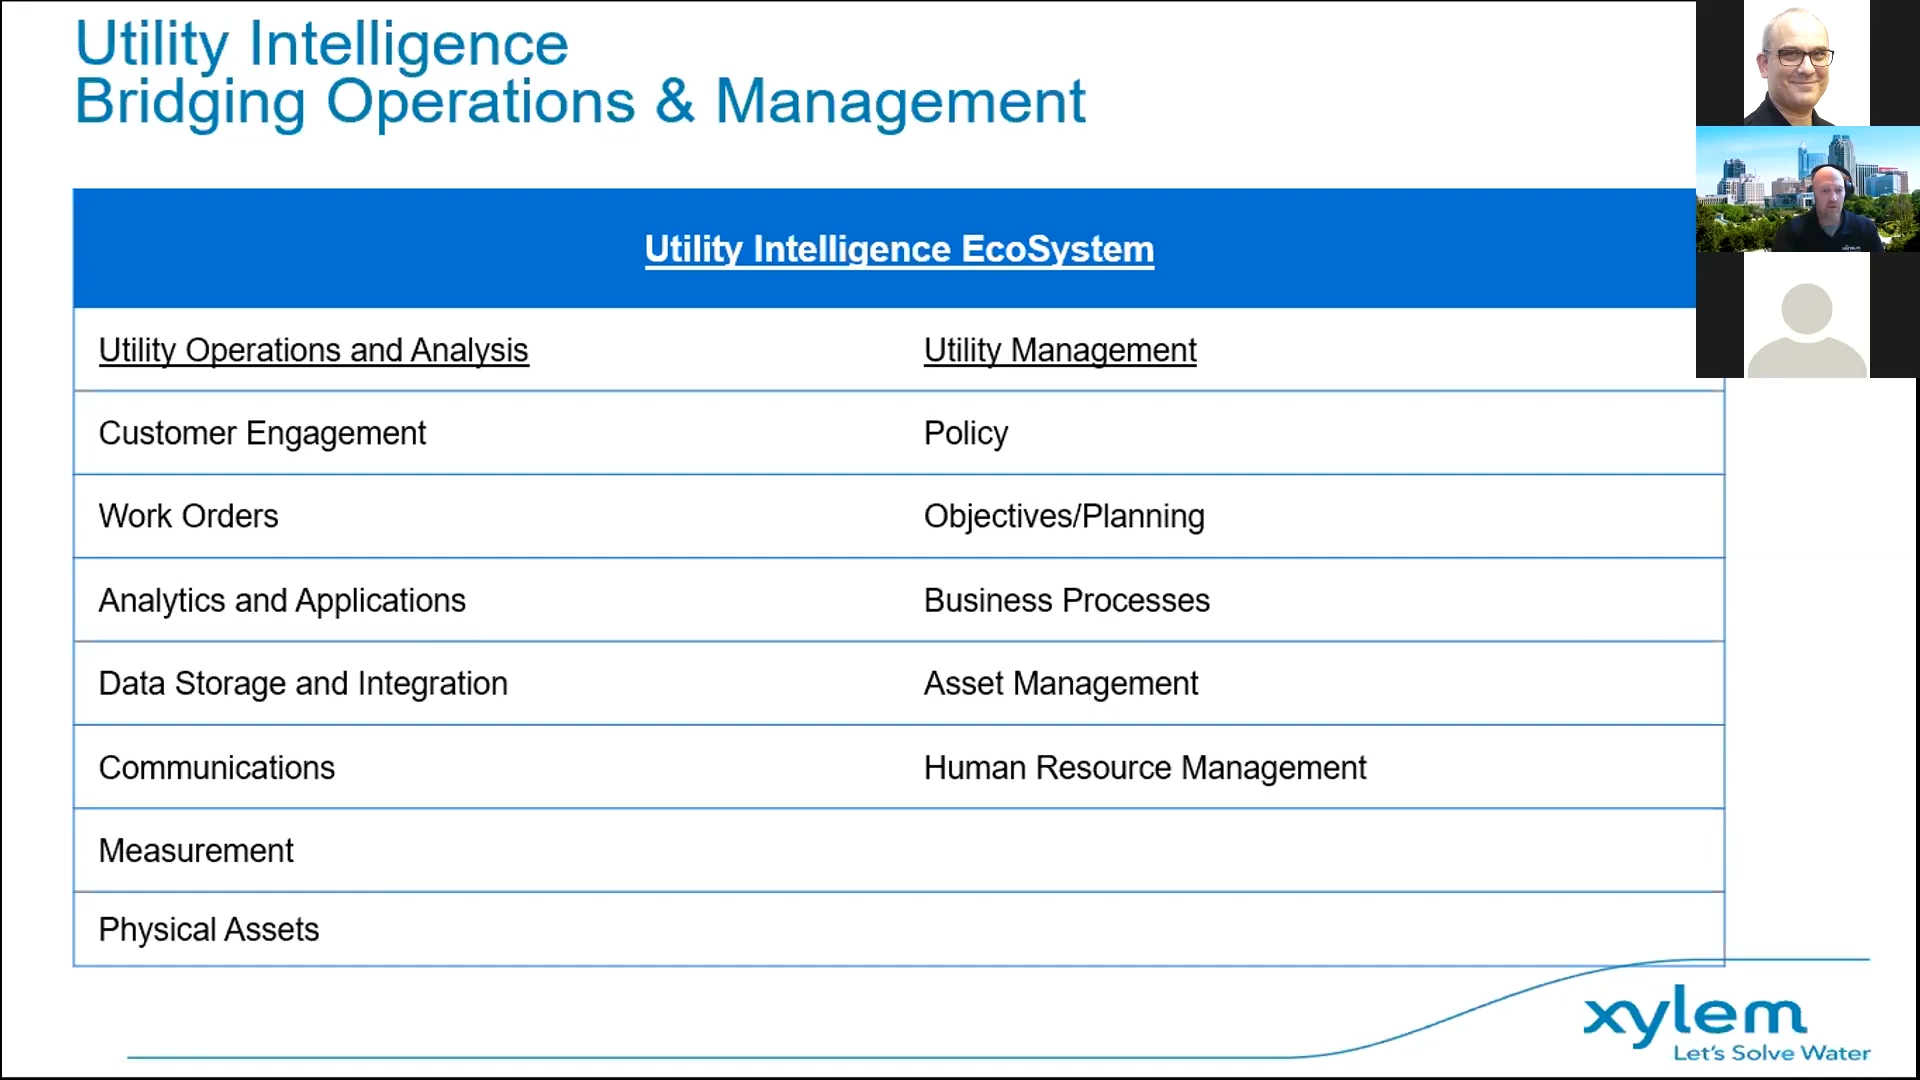 Utility Intelligence
Bridging Operations & Management
Utility Intelligence EcoSystem
Utility Operations and Analysis
Utility Management
Customer Engagement
Policy
Work Orders
Objectives/Planning
Analytics and Applications
Business Processes
Data Storage and Integration
Asset Management
Communications
Human Resource Management
Measurement
Physical Assets
xylem
Let's Solve Water